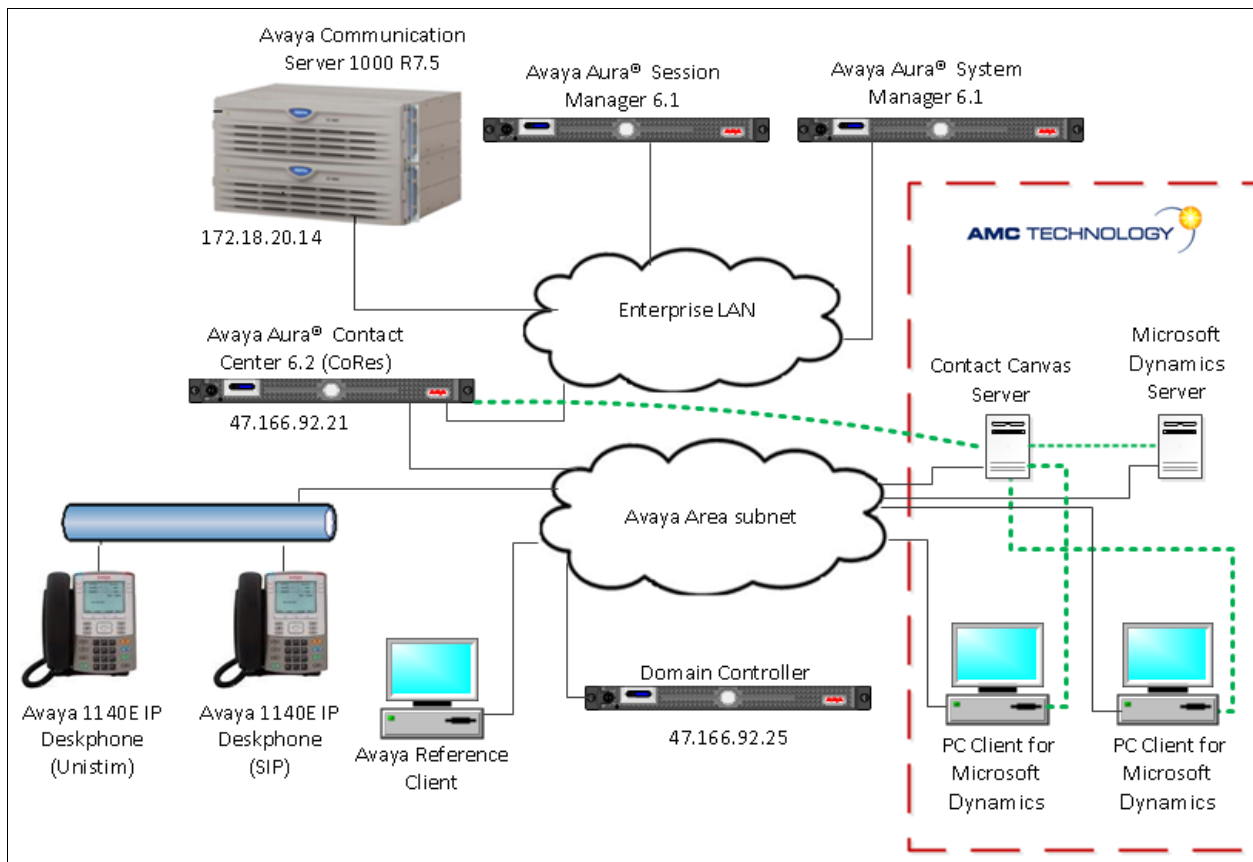 Avaya Communication
Server 1000 R7.5
Avaya Aura® Session
Manager 6.1
Avaya Aura® System
Manager 6.1
172.18.20.14
AMC TECHNOLOGY
Enterprise LAN
Avaya Aura® Contact
Center 6.2 (CoRes)
47.166.92.21
Contact Canvas
Server
Microsoft
Dynamics
Server
Avaya Area subnet
Avaya 1140E IP
Deskphone
(Unistim)
Avaya 1140E IP
Deskphone
(SIP)
Avaya Reference
Client
Domain Controller
47.166.92.25
PC Client for
Microsoft
Dynamics
PC Client for
Microsoft
Dynamics